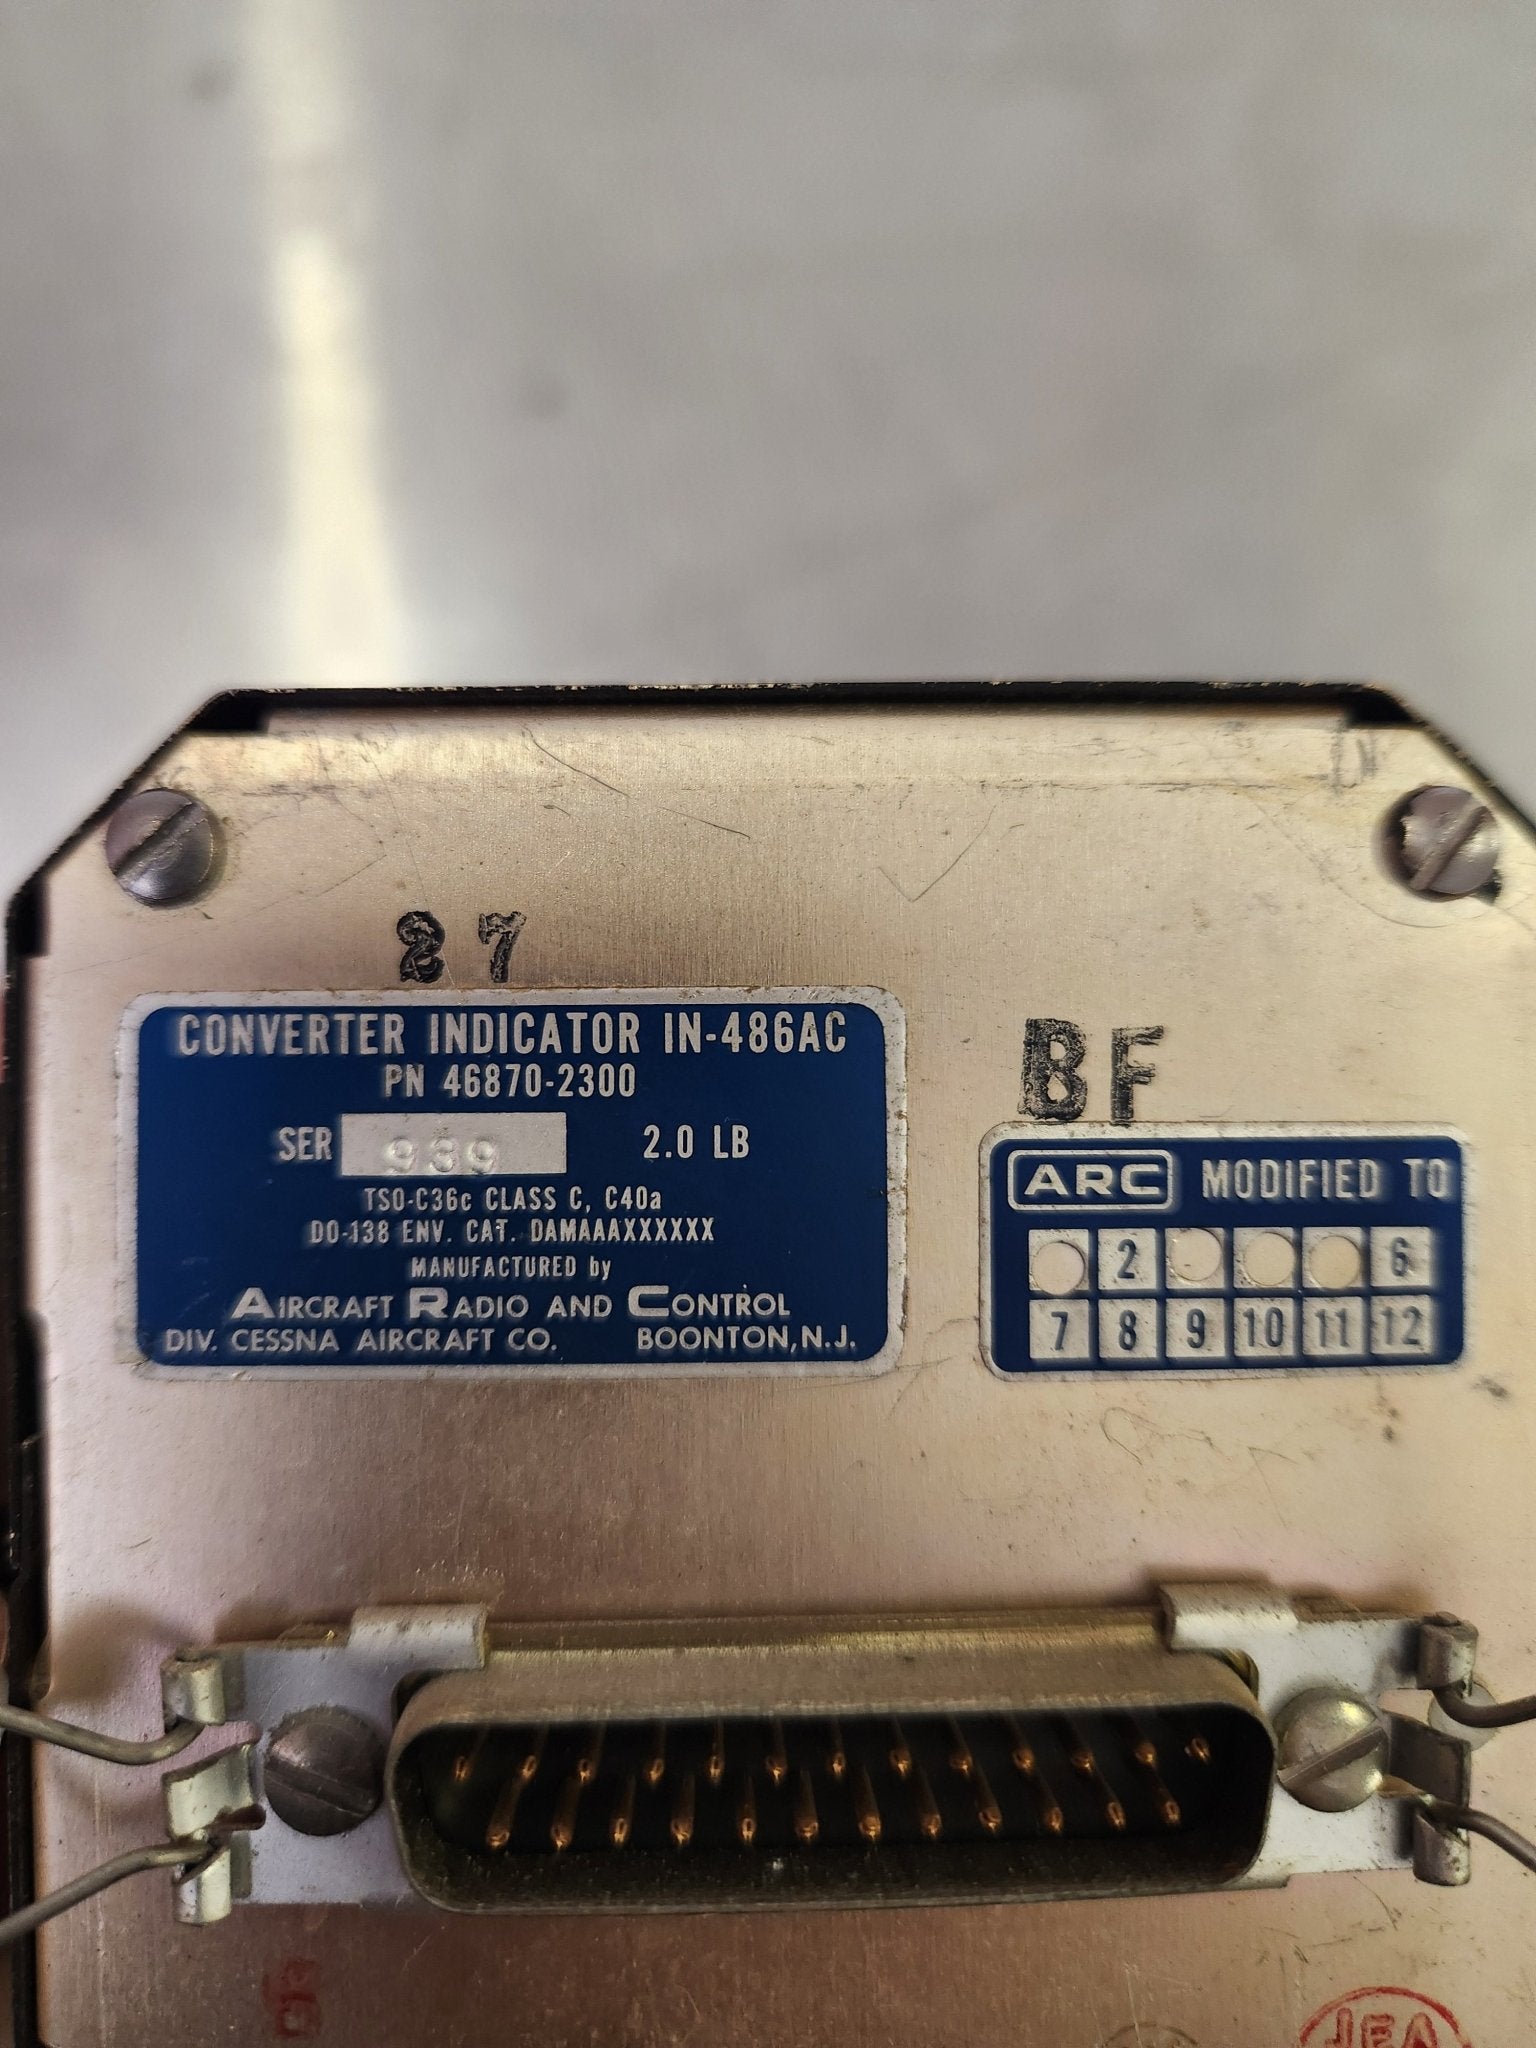 27
CONVERTER INDICATOR IN-486AC
PN 46870-2300
SER 939 2.0 LB
TSO-C36c CLASS C, C40a
DO-138 ENV. CAT. DAMAAAXXXXXX
MANUFACTURED by
AIRCRAFT RADIO AND CONTROL
DIV. CESSNA AIRCRAFT CO. BOONTON, N.J.
BF
ARC MODIFIED TO
2 6
7 8 9 10 11 12